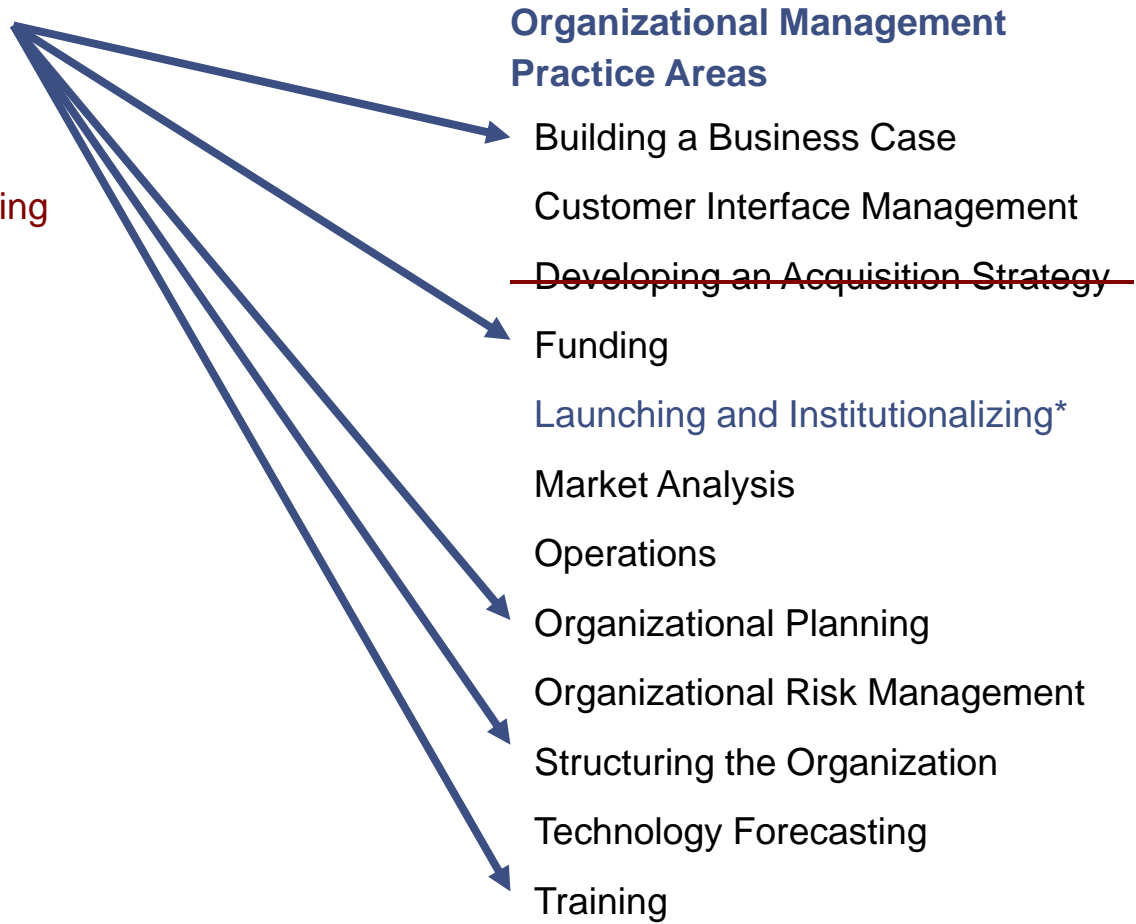 Organizational Management
Practice Areas
Building a Business Case
ing
Customer Interface Management
Developing an Acquisition Strategy
Funding
Launching and Institutionalizing*
Market Analysis
Operations
Organizational Planning
Organizational Risk Management
Structuring the Organization
Technology Forecasting
Training